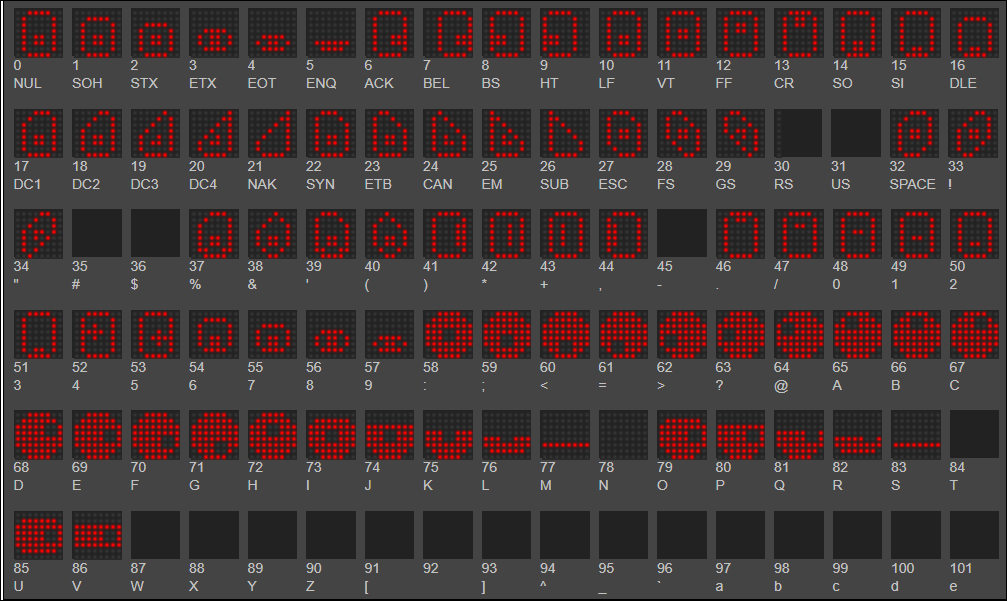 0 1 2 3 4 5 6 7 8 9 10 11 12 13 14 15 16
NUL SOH STX ETX EOT ENQ ACK BEL BS HT LF VT FF CR SO SI DLE
17 18 19 20 21 22 23 24 25 26 27 28 29 30 31 32 33
DC1 DC2 DC3 DC4 NAK SYN ETB CAN EM SUB ESC FS GS RS US SPACE !
34 35 36 37 38 39 40 41 42 43 44 45 46 47 48 49 50
" # $ % & ' ( ) * + , - . / 0 1 2
51 52 53 54 55 56 57 58 59 60 61 62 63 64 65 66 67
3 4 5 6 7 8 9 : ; < = > ? @ A B C
68 69 70 71 72 73 74 75 76 77 78 79 80 81 82 83 84
D E F G H I J K L M N O P Q R S T
85 86 87 88 89 90 91 92 93 94 95 96 97 98 99 100 101
U V W X Y Z [ ] ^ _ ` a b c d e